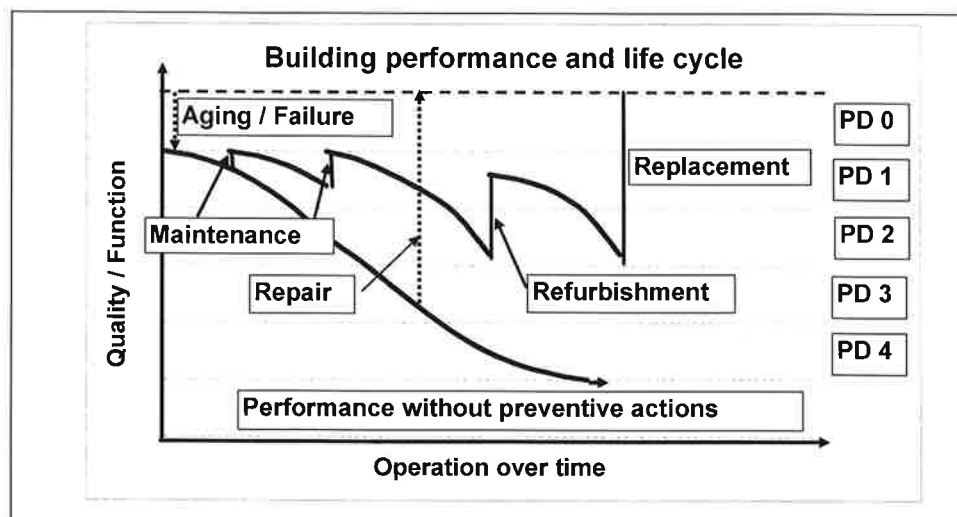 Building performance and life cycle
Aging / Failure
PD 0
Replacement
PD 1
Maintenance
PD 2
Repair
Refurbishment
PD 3
PD 4
Performance without preventive actions
Quality / Function
Operation over time